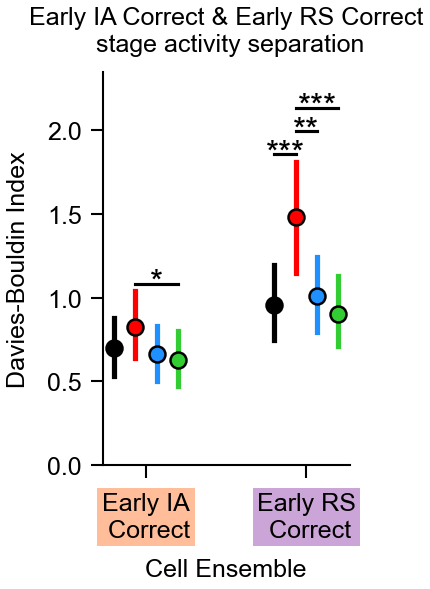 Early IA Correct & Early RS Correct
stage activity separation
Davies-Bouldin Index
2.0
1.5
1.0
0.5
0.0
***
**
***
*
Early IA
Correct
Early RS
Correct
Cell Ensemble